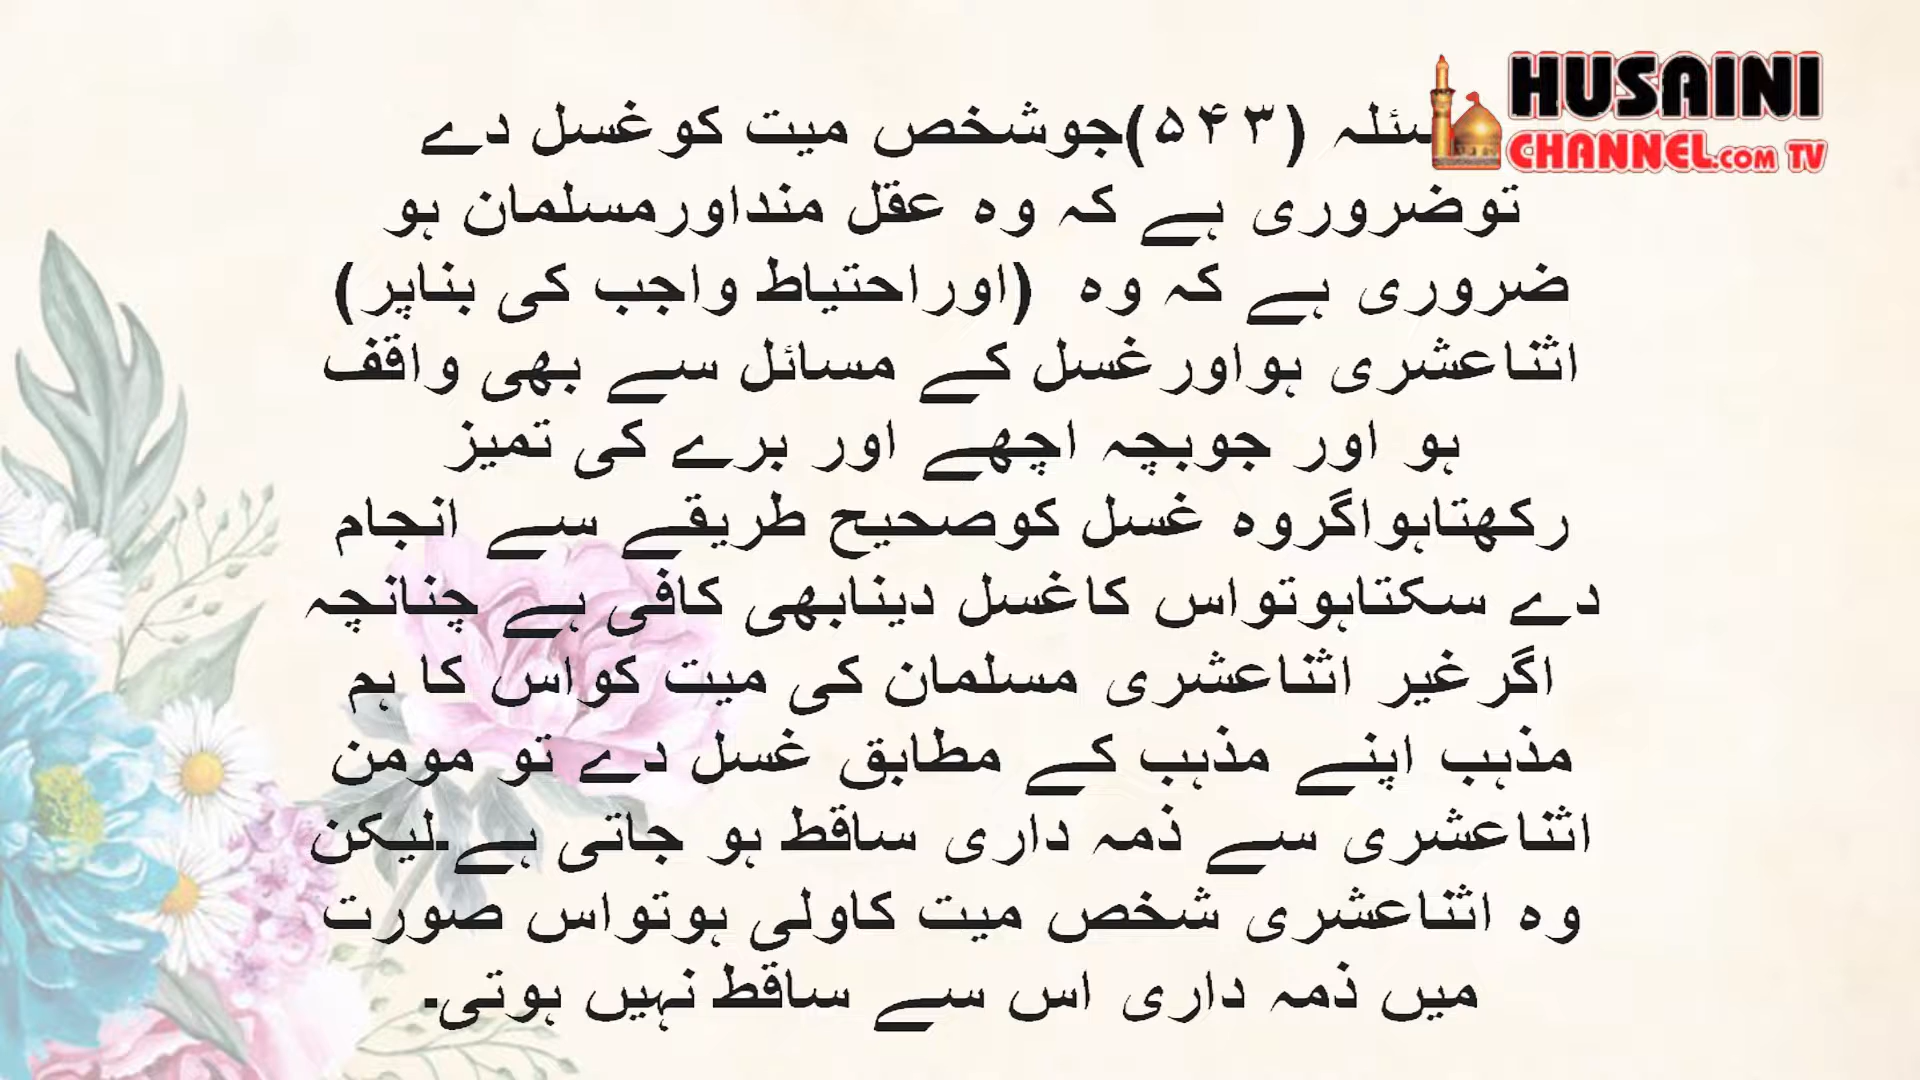 HUSAINI
CHANNEL.COM TV
سئلہ (۵۴۳)جوشخص میت کوغسل دے
توضروری ہے کہ وہ عقل منداورمسلمان ہو
ضروری ہے کہ وہ (اوراحتیاط واجب کی بناپر)
اثناعشری ہواورغسل کے مسائل سے بھی واقف
ہو اور جوبچہ اچھے اور برے کی تمیز
رکھتاہواگروہ غسل کوصحیح طریقے سے انجام
دے سکتاہوتواس کاغسل دینابھی کافی ہے چنانچہ
اگرغیر اثناعشری مسلمان کی میت کواس کا ہم
مذہب اپنے مذہب کے مطابق غسل دے تو مومن
اثناعشری سے ذمہ داری ساقط ہو جاتی ہے۔لیکن
وہ اثناعشری شخص میت کاولی ہوتواس صورت
میں ذمہ داری اس سے ساقط نہیں ہوتی۔